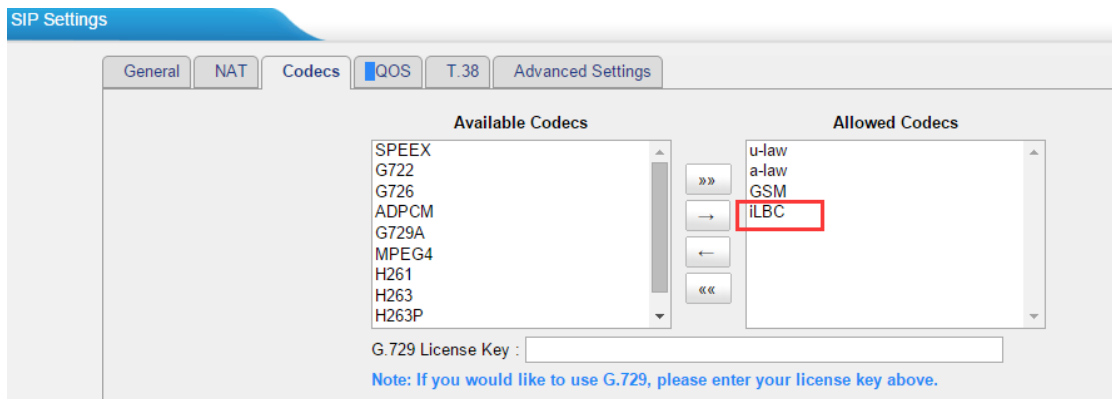 SIP Settings
General NAT Codecs QOS T.38 Advanced Settings
Available Codecs
SPEEX
G722
G726
ADPCM
G729A
MPEG4
H261
H263
H263P
»»
→
←
««
Allowed Codecs
u-law
a-law
GSM
iLBC
G.729 License Key :
Note: If you would like to use G.729, please enter your license key above.